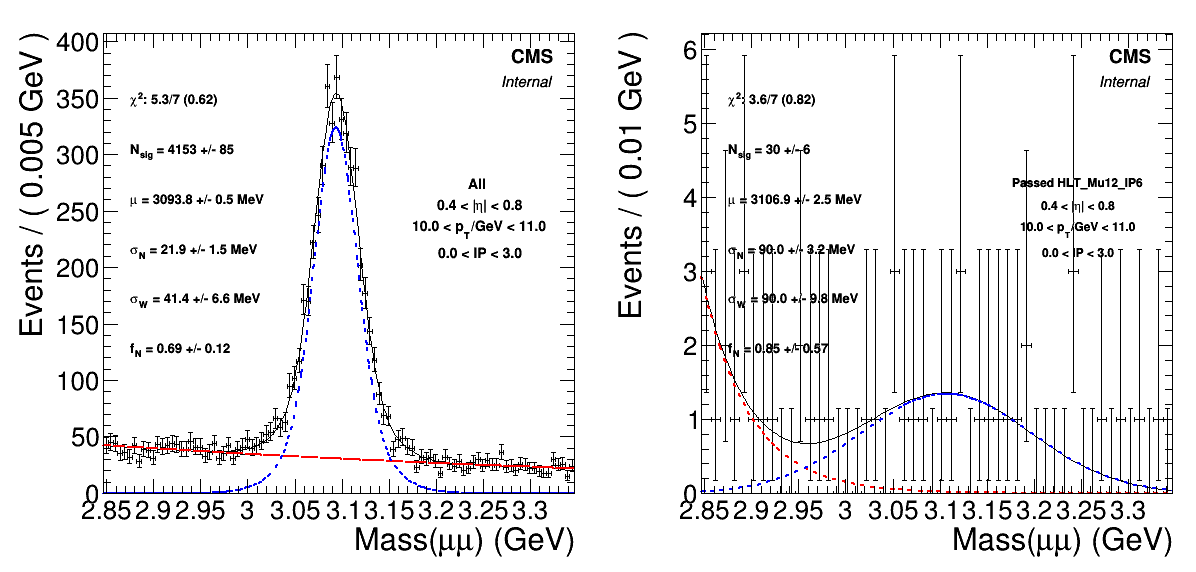 Events / ( 0.005 GeV )
400
350
300
250
200
150
100
50
0
CMS
Internal
χ²: 5.3/7 (0.62)
N_sig = 4153 +/- 85
μ = 3093.8 +/- 0.5 MeV
σ_N = 21.9 +/- 1.5 MeV
σ_W = 41.4 +/- 6.6 MeV
f_N = 0.69 +/- 0.12
All
0.4 < |η| < 0.8
10.0 < p_T/GeV < 11.0
0.0 < IP < 3.0
2.85 2.9 2.95 3 3.05 3.1 3.15 3.2 3.25 3.3
Mass(μμ) (GeV)
Events / ( 0.01 GeV )
6
5
4
3
2
1
0
CMS
Internal
χ²: 3.6/7 (0.82)
N_sig = 30 +/- 6
μ = 3106.9 +/- 2.5 MeV
σ_N = 90.0 +/- 3.2 MeV
σ_W = 90.0 +/- 9.8 MeV
f_N = 0.85 +/- 0.57
Passed HLT_Mu12_IP6
0.4 < |η| < 0.8
10.0 < p_T/GeV < 11.0
0.0 < IP < 3.0
2.85 2.9 2.95 3 3.05 3.1 3.15 3.2 3.25 3.3
Mass(μμ) (GeV)